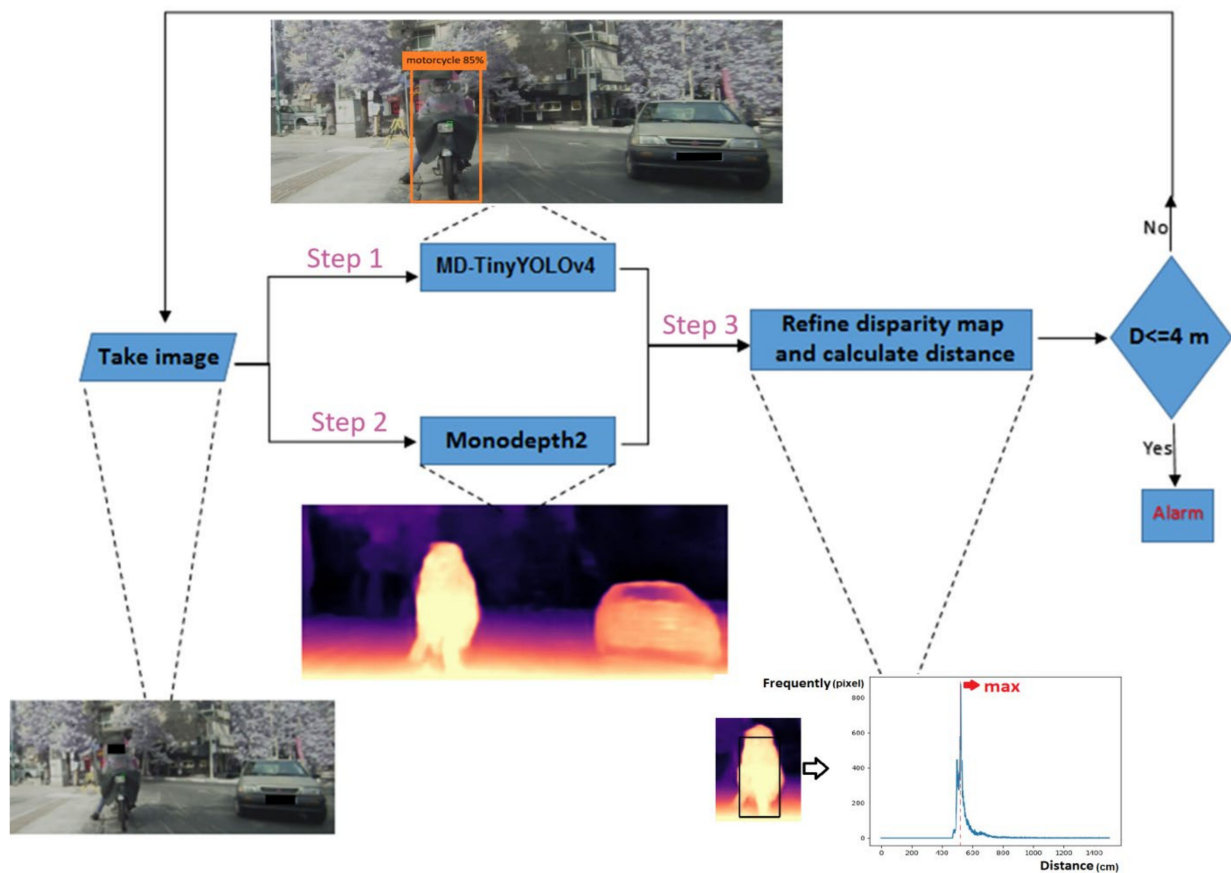 motorcycle 85%
No
Step 1
MD-TinyYOLOv4
Take image
Step 3
Refine disparity map
and calculate distance
D<=4 m
Step 2
Monodepth2
Yes
Alarm
Frequently (pixel)
max
800
600
400
200
0
0 200 400 600 800 1000 1200 1400
Distance (cm)